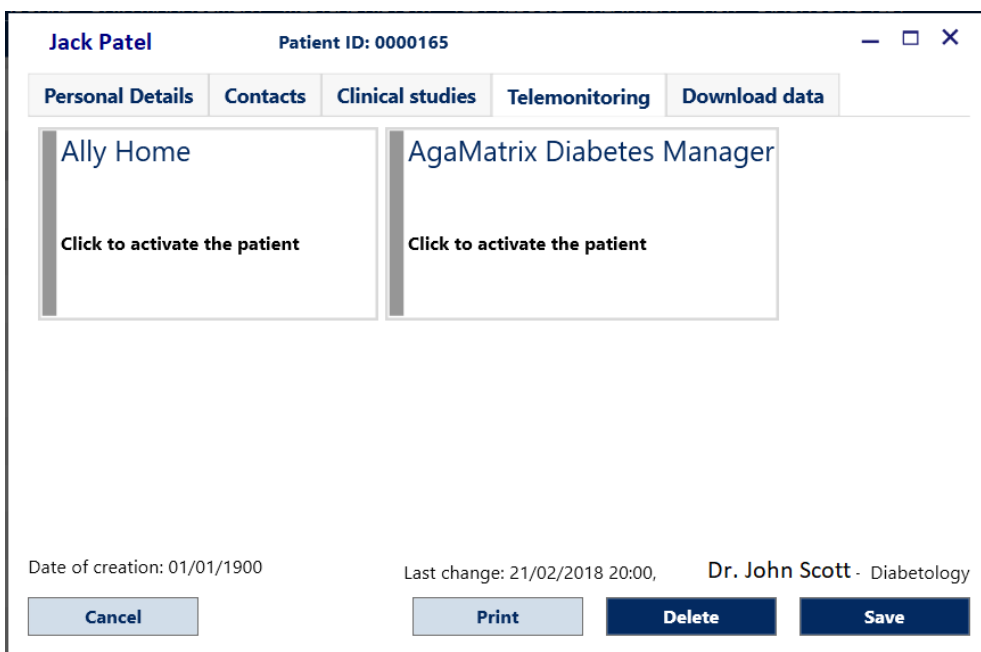 Jack Patel Patient ID: 0000165
Personal Details Contacts Clinical studies Telemonitoring Download data
Ally Home
Click to activate the patient
AgaMatrix Diabetes Manager
Click to activate the patient
Date of creation: 01/01/1900 Last change: 21/02/2018 20:00, Dr. John Scott - Diabetology
Cancel Print Delete Save